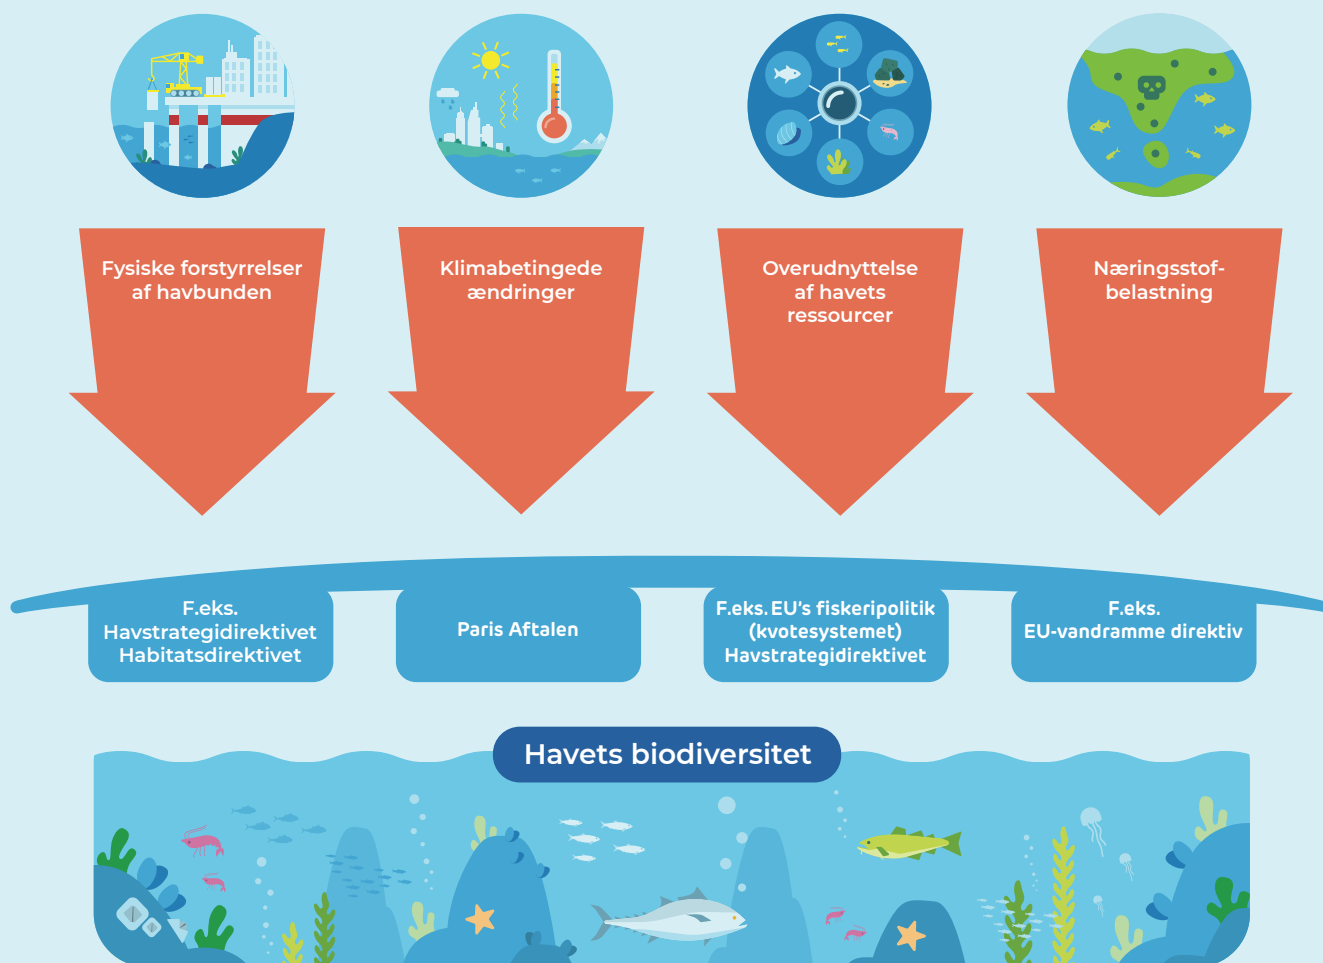 Fysiske forstyrrelser
af havbunden
Klimabetingede
ændringer
Overudnyttelse
af havets
ressourcer
Næringsstof-
belastning
F.eks.
Havstrategidirektivet
Habitatsdirektivet
Paris Aftalen
F.eks. EU's fiskeripolitik
(kvotesystemet)
Havstrategidirektivet
F.eks.
EU-vandramme direktiv
Havets biodiversitet